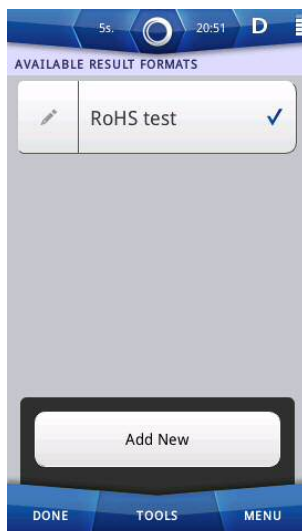 5s. 20:51 D
AVAILABLE RESULT FORMATS
RoHS test
Add New
DONE TOOLS MENU